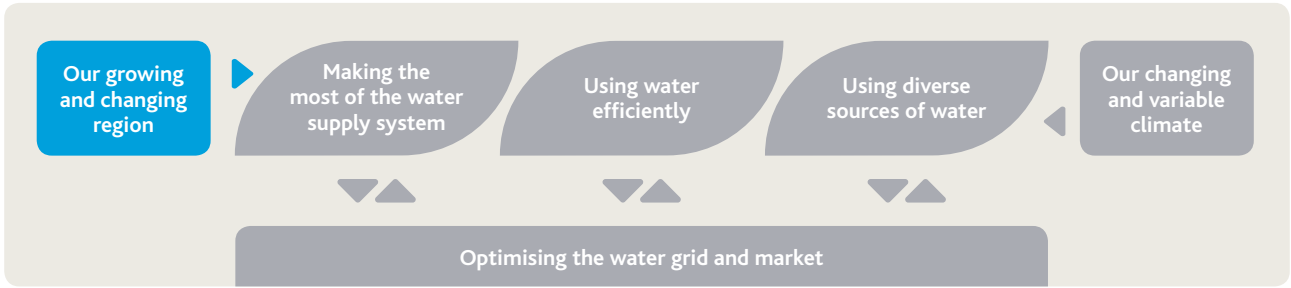 Our growing
and changing
region
Making the
most of the water
supply system
Using water
efficiently
Using diverse
sources of water
Our changing
and variable
climate
Optimising the water grid and market